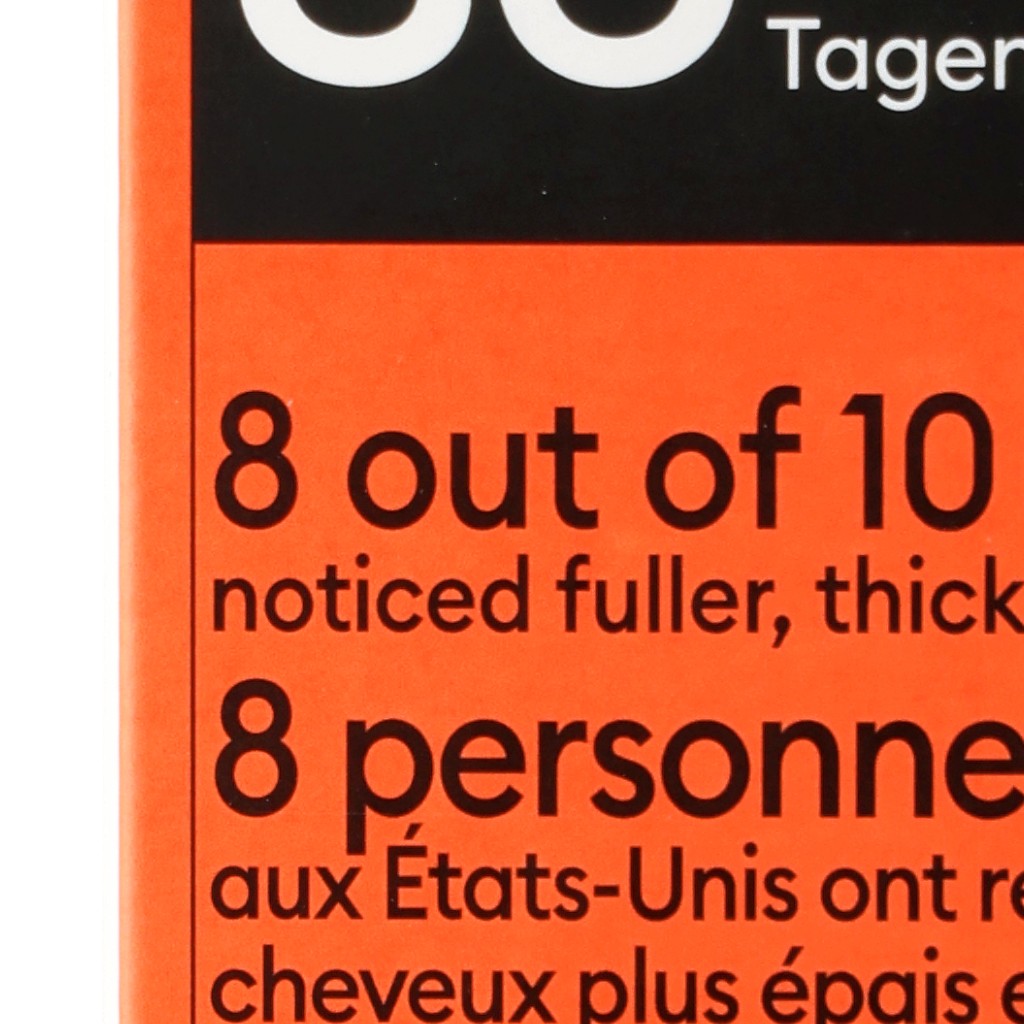 Tagen
8 out of 10
noticed fuller, thick
8 personne
aux États-Unis ont re
cheveux plus épais e